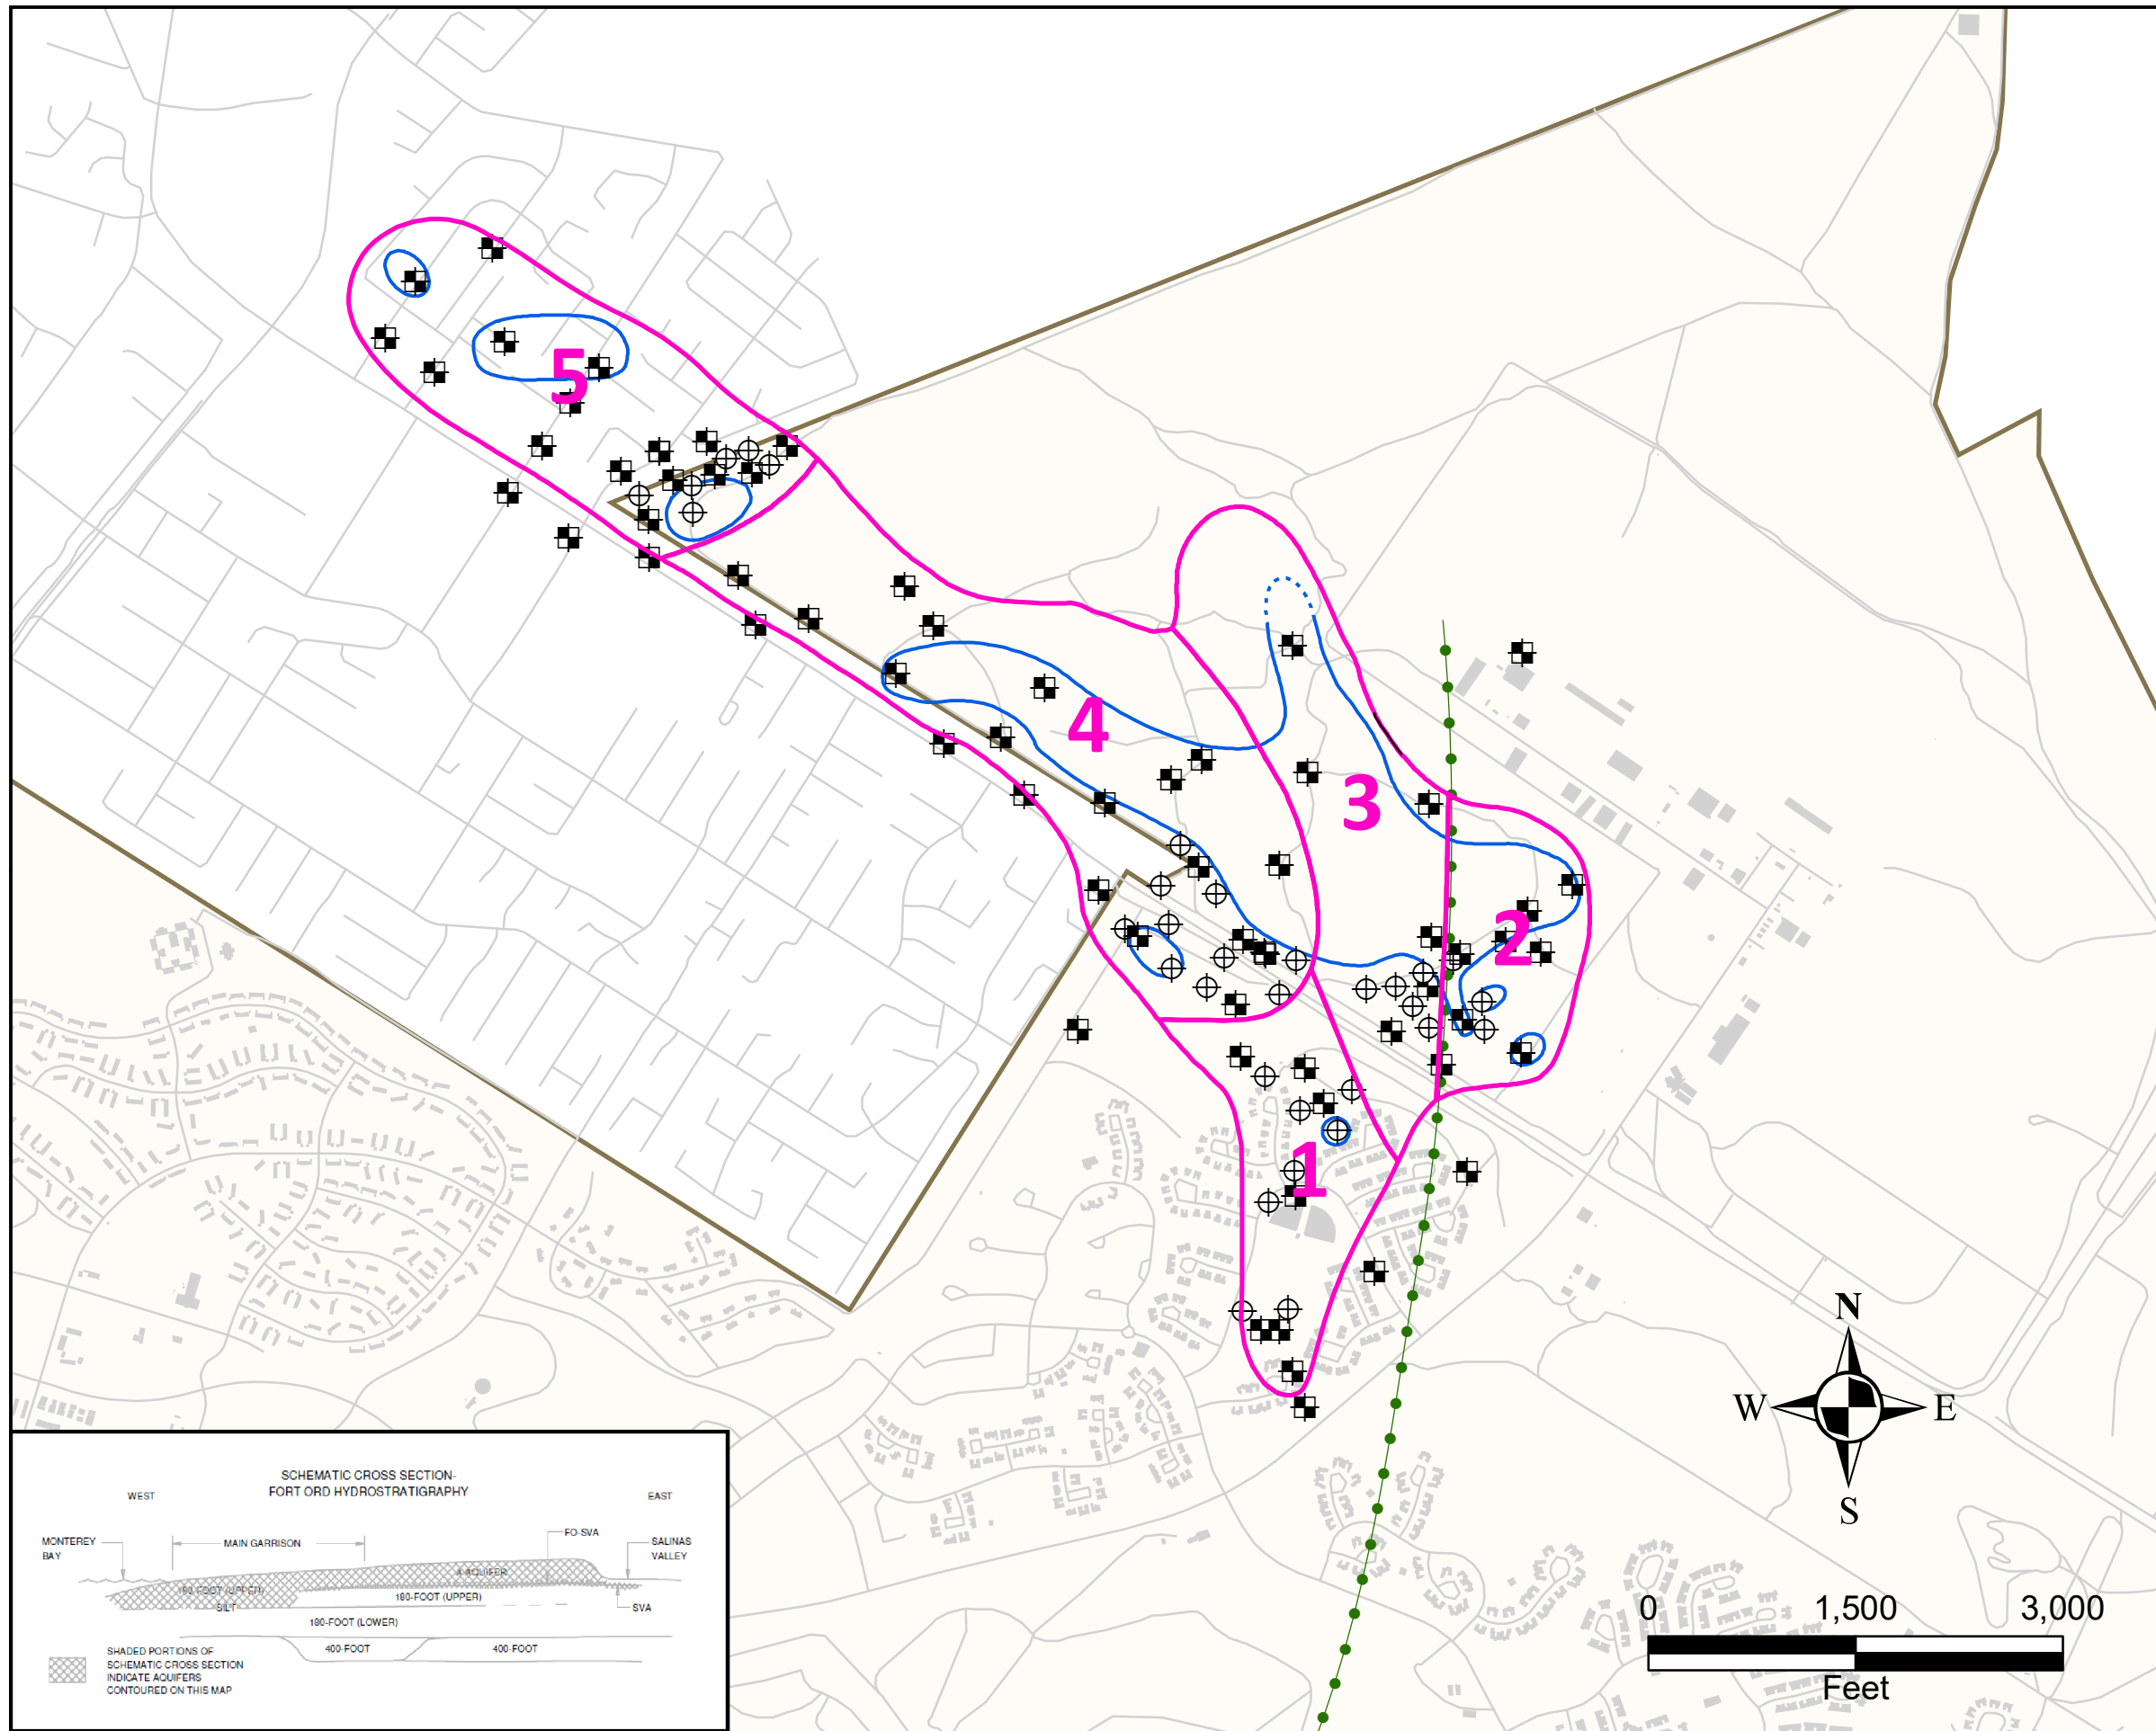 5
4
3
2
1
N
W E
S
0 1,500 3,000
Feet
SCHEMATIC CROSS SECTION-
FORT ORD HYDROSTRATIGRAPHY
WEST EAST
MONTEREY
BAY
MAIN GARRISON
FO-SVA
SALINAS
VALLEY
A-AQUIFER
180-FOOT (UPPER)
180-FOOT (UPPER)
SILT
SVA
180-FOOT (LOWER)
400-FOOT 400-FOOT
SHADED PORTIONS OF
SCHEMATIC CROSS SECTION
INDICATE AQUIFERS
CONTOURED ON THIS MAP